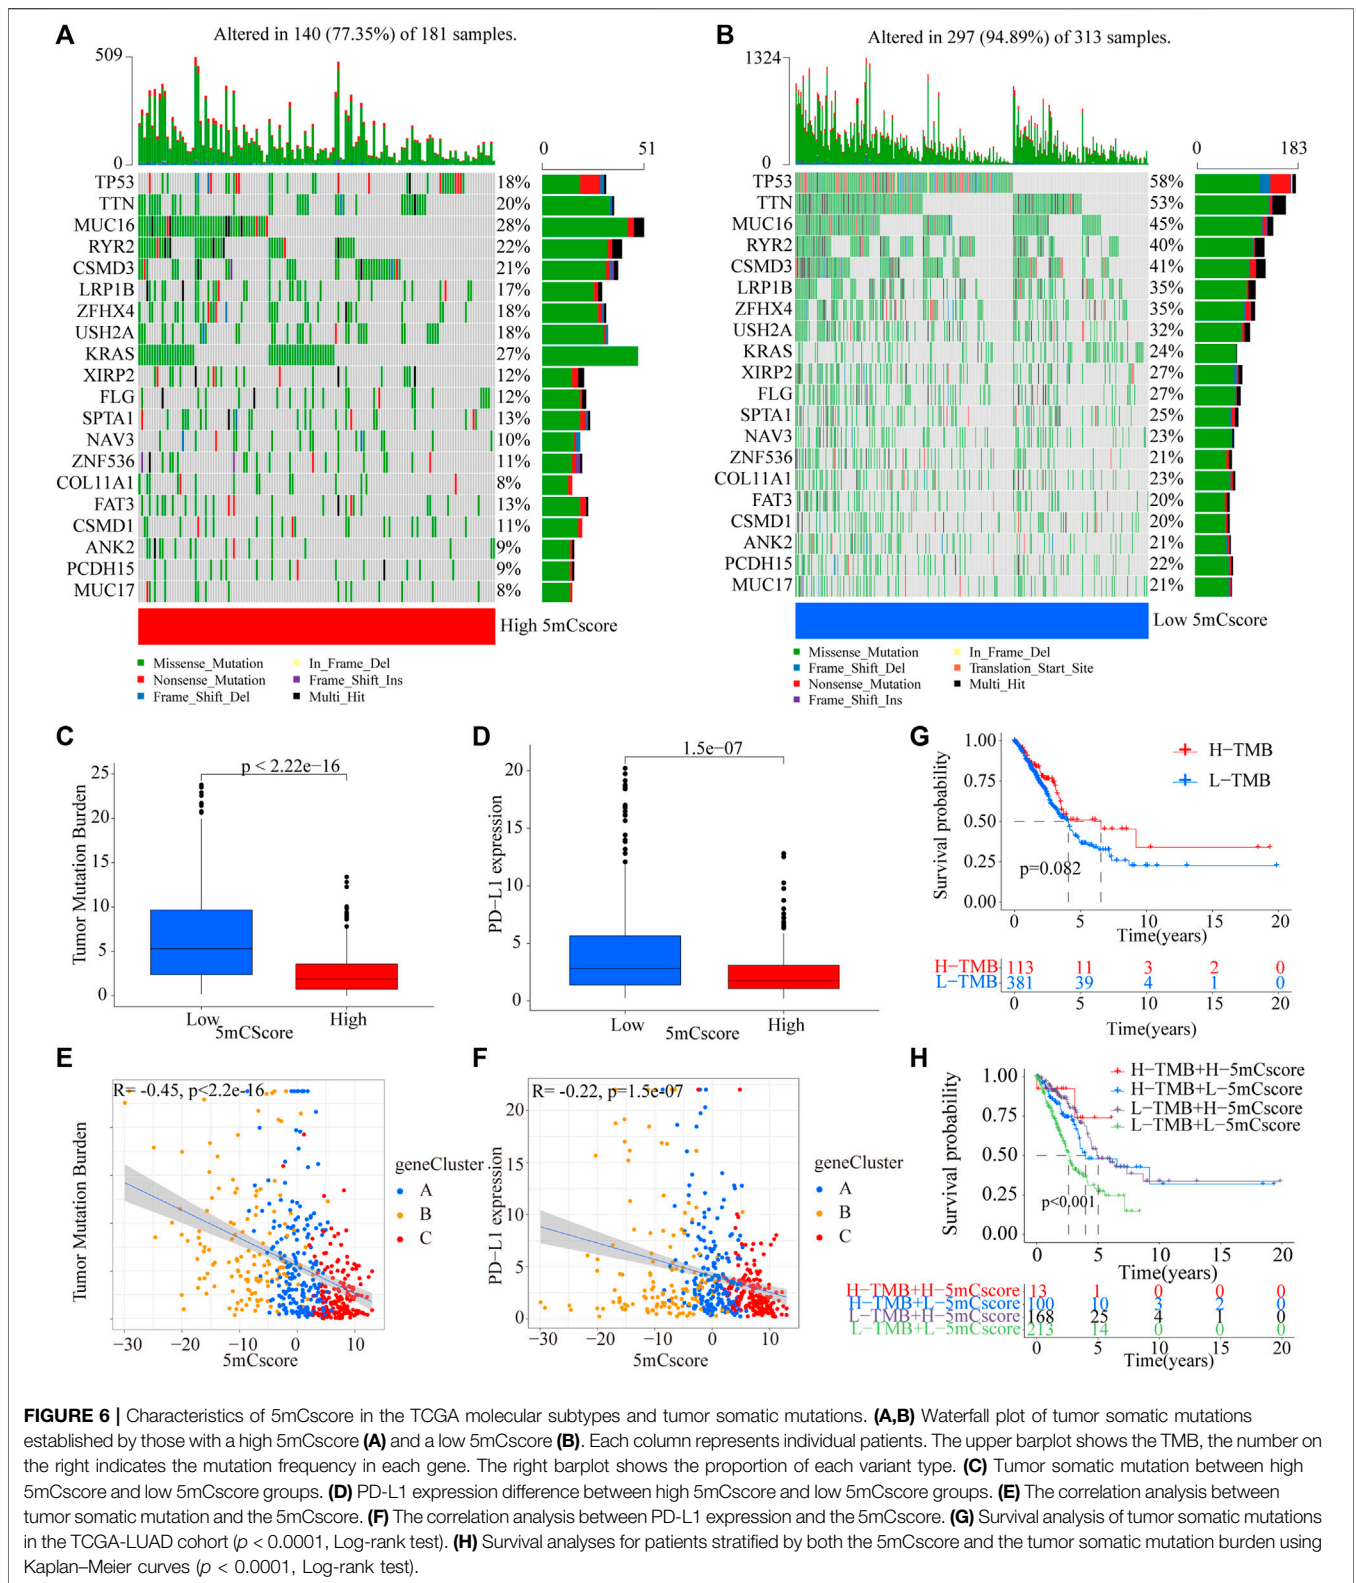 A
Altered in 140 (77.35%) of 181 samples.
509
0
0 51
TP53 18%
TTN 20%
MUC16 28%
RYR2 22%
CSMD3 21%
LRP1B 17%
ZFHX4 18%
USH2A 18%
KRAS 27%
XIRP2 12%
FLG 12%
SPTA1 13%
NAV3 10%
ZNF536 11%
COL11A1 8%
FAT3 13%
CSMD1 11%
ANK2 9%
PCDH15 9%
MUC17 8%
High 5mCscore
Missense_Mutation In_Frame_Del
Nonsense_Mutation Frame_Shift_Ins
Frame_Shift_Del Multi_Hit
B
Altered in 297 (94.89%) of 313 samples.
1324
0
0 183
TP53 58%
TTN 53%
MUC16 45%
RYR2 40%
CSMD3 41%
LRP1B 35%
ZFHX4 35%
USH2A 32%
KRAS 24%
XIRP2 27%
FLG 27%
SPTA1 25%
NAV3 23%
ZNF536 21%
COL11A1 23%
FAT3 20%
CSMD1 20%
ANK2 21%
PCDH15 22%
MUC17 21%
Low 5mCscore
Missense_Mutation In_Frame_Del
Frame_Shift_Del Translation_Start_Site
Nonsense_Mutation Multi_Hit
Frame_Shift_Ins
C
p < 2.22e−16
Tumor Mutation Burden
25
20
15
10
5
0
Low High
5mCScore
D
1.5e−07
PD−L1 expression
20
15
10
5
0
Low High
5mCscore
G
Survival probability
1.00
0.75
0.50
0.25
0.00
H−TMB
L−TMB
p=0.082
0 5 10 15 20
Time(years)
H−TMB 113 11 3 2 0
L−TMB 381 39 4 1 0
0 5 10 15 20
Time(years)
E
R= -0.45, p<2.2e-16
Tumor Mutation Burden
geneCluster
A
B
C
−30 −20 −10 0 10
5mCscore
F
R= -0.22, p=1.5e-07
PD−L1 expression
20
15
10
5
0
geneCluster
A
B
C
−30 −20 −10 0 10
5mCscore
H
Survival probability
1.00
0.75
0.50
0.25
0.00
H−TMB+H−5mCscore
H−TMB+L−5mCscore
L−TMB+H−5mCscore
L−TMB+L−5mCscore
p<0.001
0 5 10 15 20
Time(years)
H−TMB+H−5mCscore 13 1 0 0 0
H−TMB+L−5mCscore 100 10 3 2 0
L−TMB+H−5mCscore 168 25 4 1 0
L−TMB+L−5mCscore 213 14 0 0 0
0 5 10 15 20
Time(years)
FIGURE 6 | Characteristics of 5mCscore in the TCGA molecular subtypes and tumor somatic mutations. (A,B) Waterfall plot of tumor somatic mutations
established by those with a high 5mCscore (A) and a low 5mCscore (B). Each column represents individual patients. The upper barplot shows the TMB, the number on
the right indicates the mutation frequency in each gene. The right barplot shows the proportion of each variant type. (C) Tumor somatic mutation between high
5mCscore and low 5mCscore groups. (D) PD-L1 expression difference between high 5mCscore and low 5mCscore groups. (E) The correlation analysis between
tumor somatic mutation and the 5mCscore. (F) The correlation analysis between PD-L1 expression and the 5mCscore. (G) Survival analysis of tumor somatic mutations
in the TCGA-LUAD cohort (p < 0.0001, Log-rank test). (H) Survival analyses for patients stratified by both the 5mCscore and the tumor somatic mutation burden using
Kaplan–Meier curves (p < 0.0001, Log-rank test).